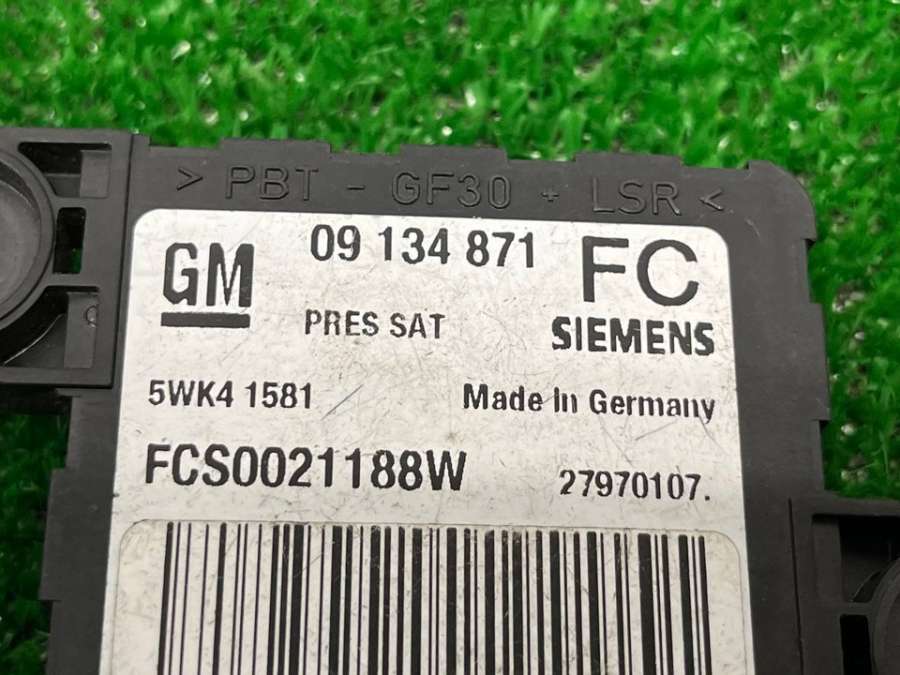 > PBT - GF30 + LSR <
GM 09 134 871 FC
PRES SAT SIEMENS
5WK4 1581 Made In Germany
FCS0021188W 27970107.